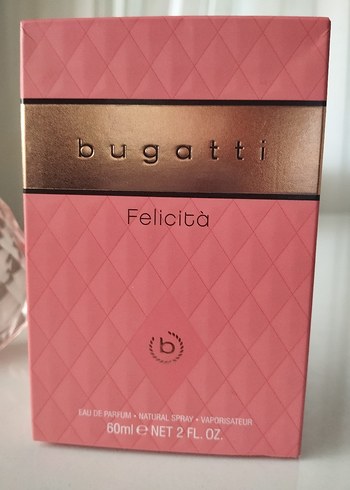 bugatti
Felicità
b
EAU DE PARFUM • NATURAL SPRAY • VAPORISATEUR
60ml ℮ NET 2 FL. OZ.